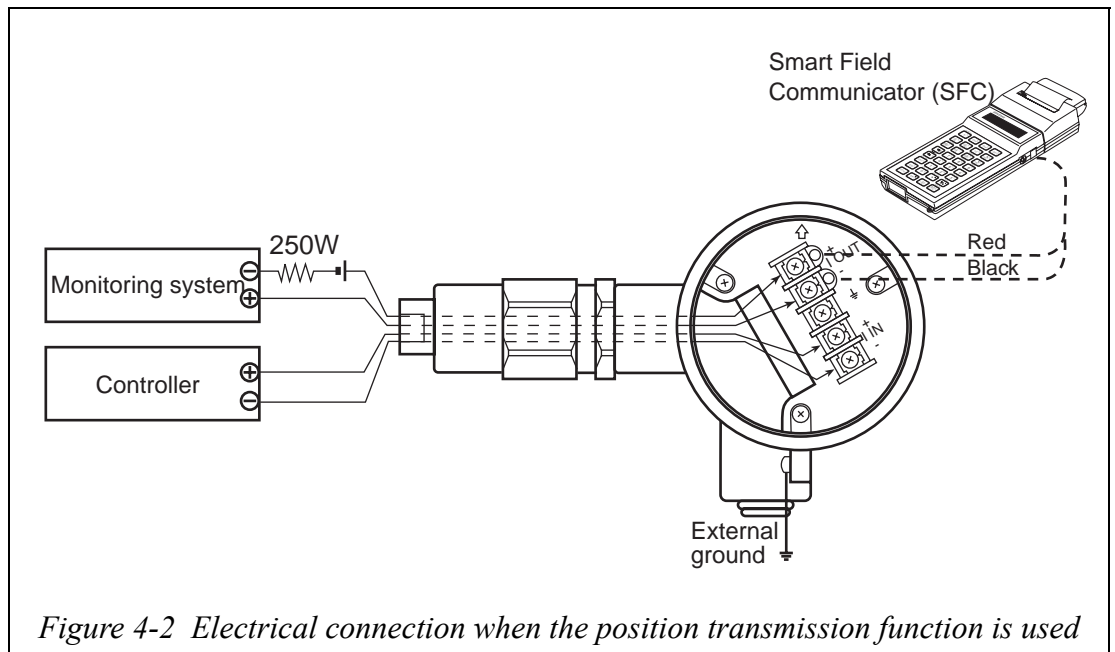 Smart Field
Communicator (SFC)
250W
Monitoring system
⊖
⊕
Controller
⊕
⊖
+
OUT
-
+
IN
-
Red
Black
External
ground
Figure 4-2 Electrical connection when the position transmission function is used